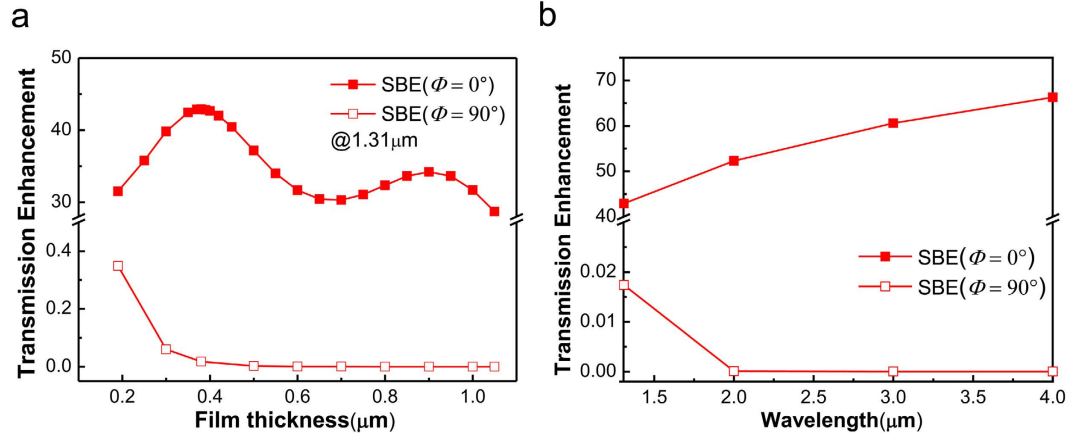 a
Transmission Enhancement
50
40
30
0.4
0.2
0.0
SBE(Φ = 0°)
SBE(Φ = 90°)
@1.31μm
0.2 0.4 0.6 0.8 1.0
Film thickness(μm)
b
Transmission Enhancement
70
60
50
40
0.02
0.01
0.00
SBE(Φ = 0°)
SBE(Φ = 90°)
1.5 2.0 2.5 3.0 3.5 4.0
Wavelength(μm)